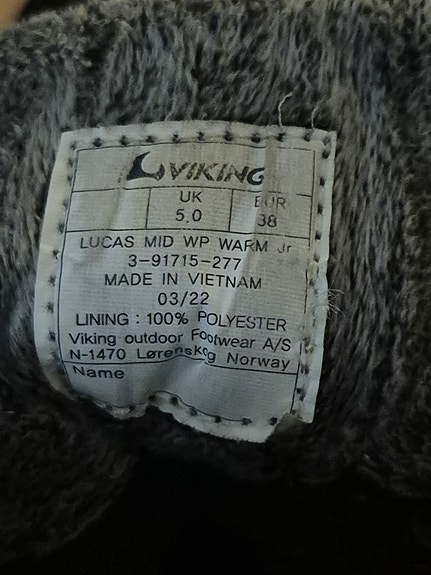 VIKING
UK EUR
5.0 38
LUCAS MID WP WARM Jr
3-91715-277
MADE IN VIETNAM
03/22
LINING : 100% POLYESTER
Viking outdoor Footwear A/S
N-1470 Lørenskog Norway
Name